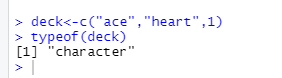 > deck<-c("ace","heart",1)
> typeof(deck)
[1] "character"
>